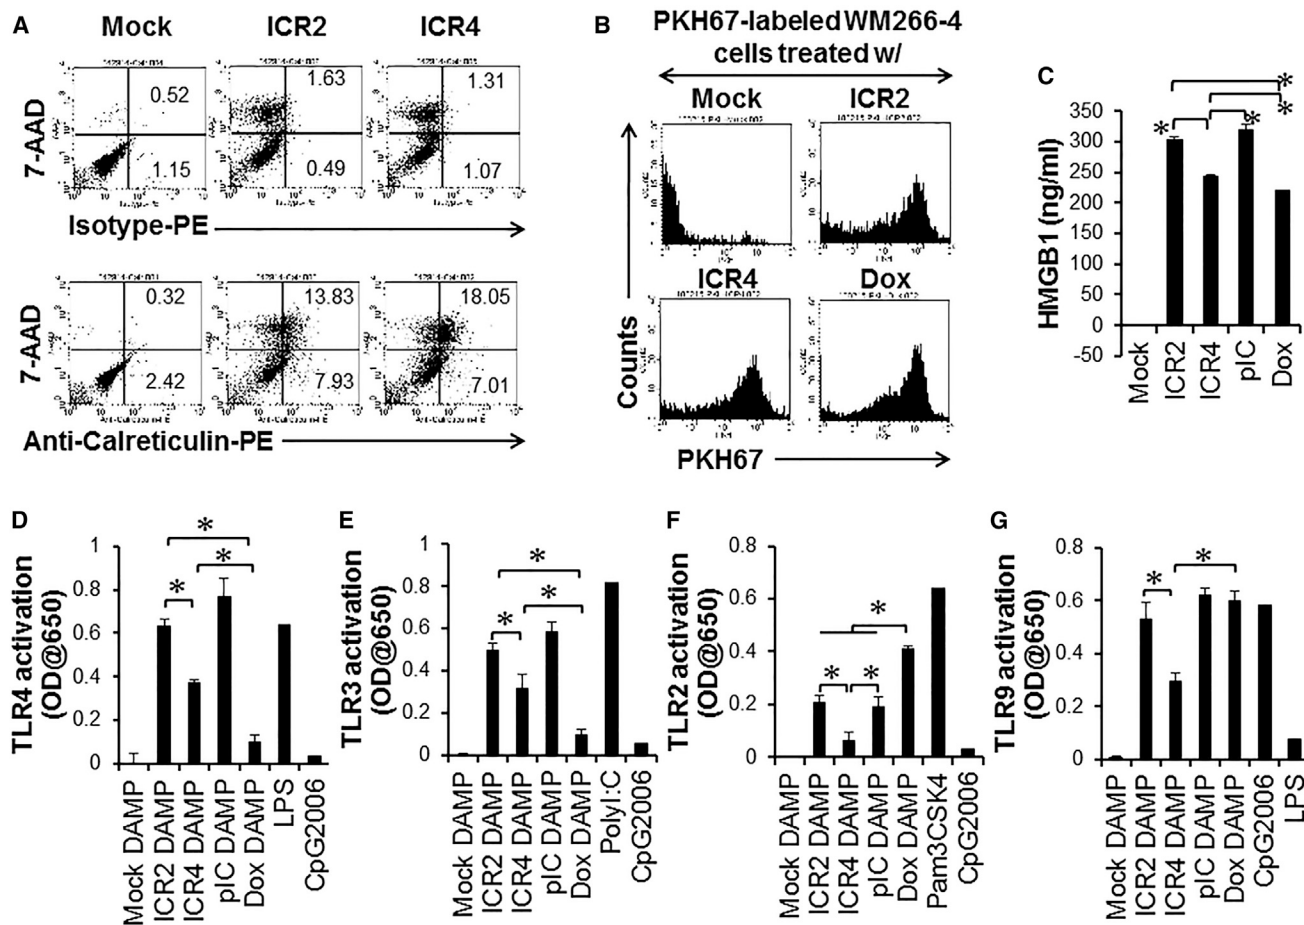 A
Mock
ICR2
ICR4
7-AAD
0.52
1.15
1.63
0.49
1.31
1.07
Isotype-PE
7-AAD
0.32
2.42
13.83
7.93
18.05
7.01
Anti-Calreticulin-PE
Anti-Calreticulin-PE
B
PKH67-labeled WM266-4
cells treated w/
Mock
ICR2
ICR4
Dox
Counts
PKH67
C
HMGB1 (ng/ml)
350
300
250
200
150
100
50
0
-50
*
*
*
*
Mock
ICR2
ICR4
pIC
Dox
D
TLR4 activation
(OD@650)
1
0.8
0.6
0.4
0.2
0
*
*
*
Mock DAMP
ICR2 DAMP
ICR4 DAMP
pIC DAMP
Dox DAMP
LPS
CpG2006
E
TLR3 activation
(OD@650)
1
0.8
0.6
0.4
0.2
0
*
*
*
Mock DAMP
ICR2 DAMP
ICR4 DAMP
pIC DAMP
Dox DAMP
PolyI:C
CpG2006
F
TLR2 activation
(OD@650)
0.8
0.6
0.4
0.2
0
*
*
*
Mock DAMP
ICR2 DAMP
ICR4 DAMP
pIC DAMP
Dox DAMP
Pam3CSK4
CpG2006
G
TLR9 activation
(OD@650)
0.8
0.6
0.4
0.2
0
*
*
Mock DAMP
ICR2 DAMP
ICR4 DAMP
pIC DAMP
Dox DAMP
CpG2006
LPS